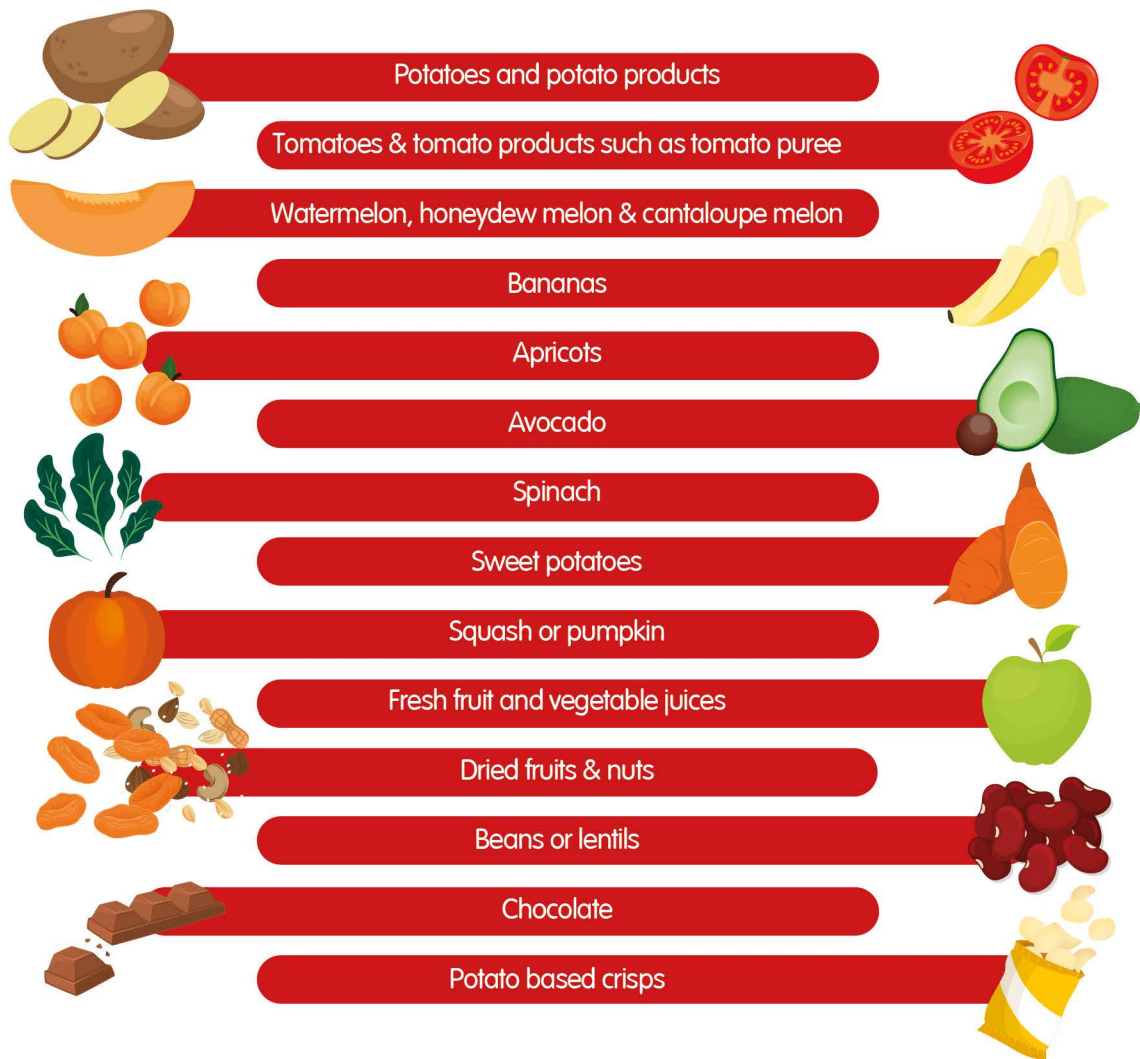 Potatoes and potato products
Tomatoes & tomato products such as tomato puree
Watermelon, honeydew melon & cantaloupe melon
Bananas
Apricots
Avocado
Spinach
Sweet potatoes
Squash or pumpkin
Fresh fruit and vegetable juices
Dried fruits & nuts
Beans or lentils
Chocolate
Potato based crisps